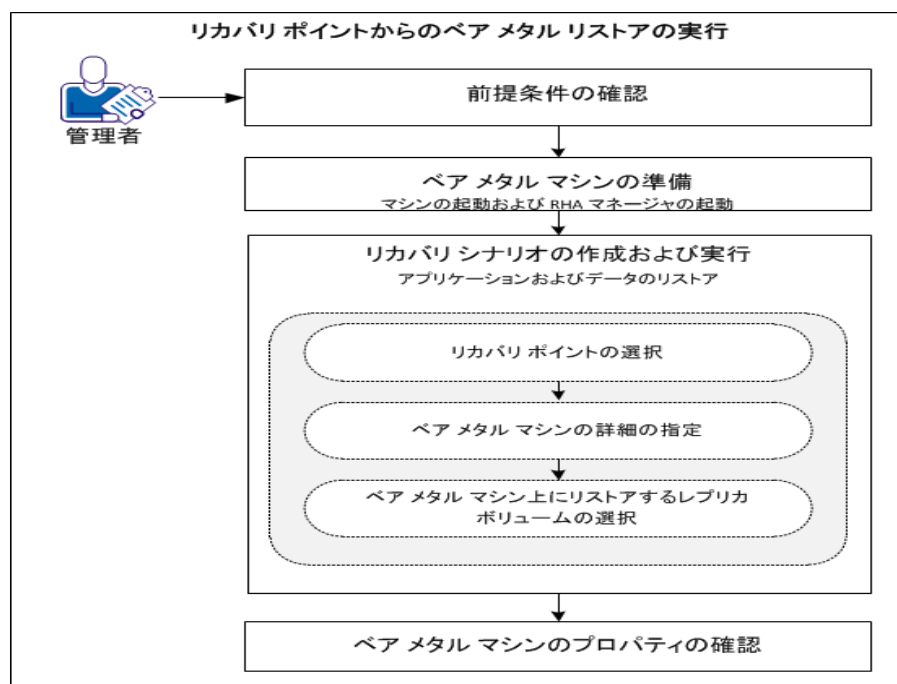 リカバリ ポイントからのベア メタル リストアの実行
管理者
前提条件の確認
ベア メタル マシンの準備
マシンの起動および RHA マネージャの起動
リカバリ シナリオの作成および実行
アプリケーションおよびデータのリストア
リカバリ ポイントの選択
ベア メタル マシンの詳細の指定
ベア メタル マシン上にリストアするレプリカ
ボリュームの選択
ベア メタル マシンのプロパティの確認